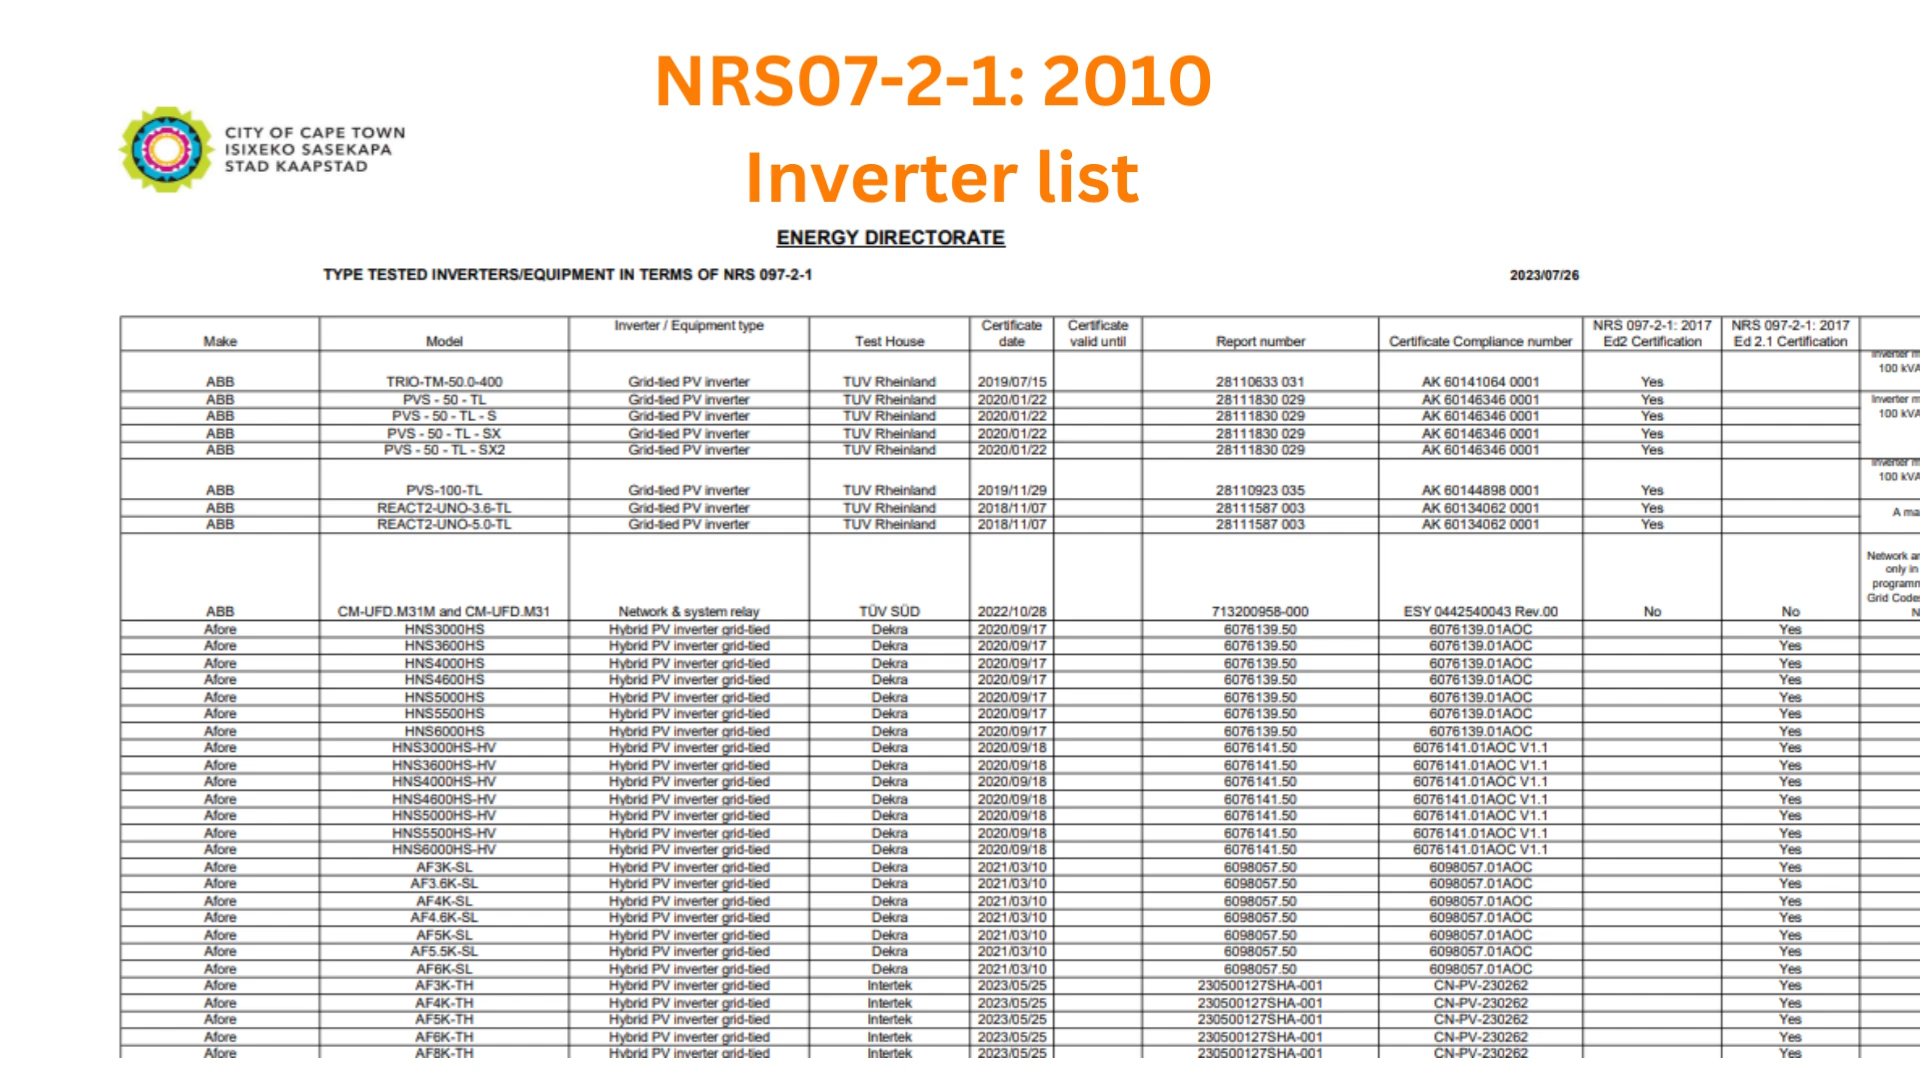 NRS07-2-1: 2010
Inverter list
CITY OF CAPE TOWN
ISIXEKO SASEKAPA
STAD KAAPSTAD
ENERGY DIRECTORATE
TYPE TESTED INVERTERS/EQUIPMENT IN TERMS OF NRS 097-2-1 2023/07/26
Make Model Inverter / Equipment type Test House Certificate date Certificate valid until Report number Certificate Compliance number NRS 097-2-1: 2017 Ed2 Certification NRS 097-2-1: 2017 Ed 2.1 Certification
Inverter
100 kVA
ABB TRIO-TM-50.0-400 Grid-tied PV inverter TUV Rheinland 2019/07/15 28110633 031 AK 60141064 0001 Yes
ABB PVS - 50 - TL Grid-tied PV inverter TUV Rheinland 2020/01/22 28111830 029 AK 60146346 0001 Yes Inverter
ABB PVS - 50 - TL - S Grid-tied PV inverter TUV Rheinland 2020/01/22 28111830 029 AK 60146346 0001 Yes 100 kVA
ABB PVS - 50 - TL - SX Grid-tied PV inverter TUV Rheinland 2020/01/22 28111830 029 AK 60146346 0001 Yes
ABB PVS - 50 - TL - SX2 Grid-tied PV inverter TUV Rheinland 2020/01/22 28111830 029 AK 60146346 0001 Yes
Inverter
100 kVA
ABB PVS-100-TL Grid-tied PV inverter TUV Rheinland 2019/11/29 28110923 035 AK 60144898 0001 Yes
ABB REACT2-UNO-3.6-TL Grid-tied PV inverter TUV Rheinland 2018/11/07 28111587 003 AK 60134062 0001 Yes A
ABB REACT2-UNO-5.0-TL Grid-tied PV inverter TUV Rheinland 2018/11/07 28111587 003 AK 60134062 0001 Yes
Network
only in
Grid
ABB CM-UFD.M31M and CM-UFD.M31 Network & system relay TÜV SÜD 2022/10/28 713200958-000 ESY 0442540043 Rev.00 No No
Afore HNS3000HS Hybrid PV inverter grid-tied Dekra 2020/09/17 6076139.50 6076139.01AOC Yes
Afore HNS3600HS Hybrid PV inverter grid-tied Dekra 2020/09/17 6076139.50 6076139.01AOC Yes
Afore HNS4000HS Hybrid PV inverter grid-tied Dekra 2020/09/17 6076139.50 6076139.01AOC Yes
Afore HNS4600HS Hybrid PV inverter grid-tied Dekra 2020/09/17 6076139.50 6076139.01AOC Yes
Afore HNS5000HS Hybrid PV inverter grid-tied Dekra 2020/09/17 6076139.50 6076139.01AOC Yes
Afore HNS5500HS Hybrid PV inverter grid-tied Dekra 2020/09/17 6076139.50 6076139.01AOC Yes
Afore HNS6000HS Hybrid PV inverter grid-tied Dekra 2020/09/17 6076139.50 6076139.01AOC Yes
Afore HNS3000HS-HV Hybrid PV inverter grid-tied Dekra 2020/09/18 6076141.50 6076141.01AOC V1.1 Yes
Afore HNS3600HS-HV Hybrid PV inverter grid-tied Dekra 2020/09/18 6076141.50 6076141.01AOC V1.1 Yes
Afore HNS4000HS-HV Hybrid PV inverter grid-tied Dekra 2020/09/18 6076141.50 6076141.01AOC V1.1 Yes
Afore HNS4600HS-HV Hybrid PV inverter grid-tied Dekra 2020/09/18 6076141.50 6076141.01AOC V1.1 Yes
Afore HNS5000HS-HV Hybrid PV inverter grid-tied Dekra 2020/09/18 6076141.50 6076141.01AOC V1.1 Yes
Afore HNS5500HS-HV Hybrid PV inverter grid-tied Dekra 2020/09/18 6076141.50 6076141.01AOC V1.1 Yes
Afore HNS6000HS-HV Hybrid PV inverter grid-tied Dekra 2020/09/18 6076141.50 6076141.01AOC V1.1 Yes
Afore AF3K-SL Hybrid PV inverter grid-tied Dekra 2021/03/10 6098057.50 6098057.01AOC Yes
Afore AF3.6K-SL Hybrid PV inverter grid-tied Dekra 2021/03/10 6098057.50 6098057.01AOC Yes
Afore AF4K-SL Hybrid PV inverter grid-tied Dekra 2021/03/10 6098057.50 6098057.01AOC Yes
Afore AF4.6K-SL Hybrid PV inverter grid-tied Dekra 2021/03/10 6098057.50 6098057.01AOC Yes
Afore AF5K-SL Hybrid PV inverter grid-tied Dekra 2021/03/10 6098057.50 6098057.01AOC Yes
Afore AF5.5K-SL Hybrid PV inverter grid-tied Dekra 2021/03/10 6098057.50 6098057.01AOC Yes
Afore AF6K-SL Hybrid PV inverter grid-tied Dekra 2021/03/10 6098057.50 6098057.01AOC Yes
Afore AF3K-TH Hybrid PV inverter grid-tied Intertek 2023/05/25 230500127SHA-001 CN-PV-230262 Yes
Afore AF4K-TH Hybrid PV inverter grid-tied Intertek 2023/05/25 230500127SHA-001 CN-PV-230262 Yes
Afore AF5K-TH Hybrid PV inverter grid-tied Intertek 2023/05/25 230500127SHA-001 CN-PV-230262 Yes
Afore AF6K-TH Hybrid PV inverter grid-tied Intertek 2023/05/25 230500127SHA-001 CN-PV-230262 Yes
Afore AF8K-TH Hybrid PV inverter grid-tied Intertek 2023/05/25 230500127SHA-001 CN-PV-230262 Yes